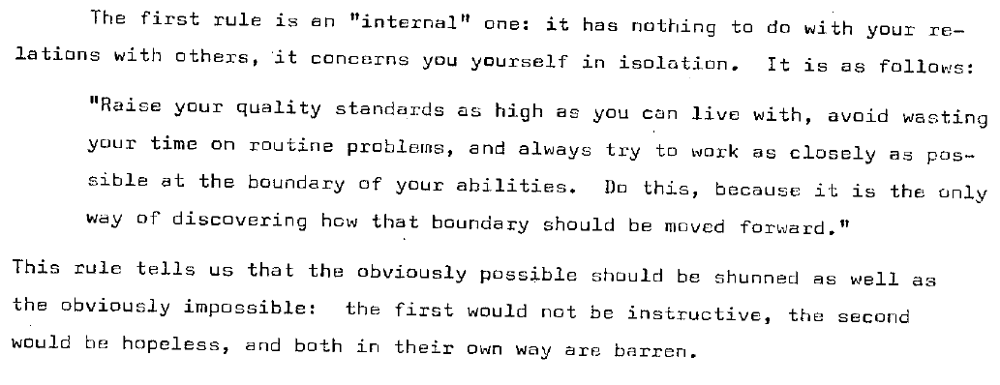 The first rule is an "internal" one: it has nothing to do with your re-
lations with others, it concerns you yourself in isolation. It is as follows:
"Raise your quality standards as high as you can live with, avoid wasting
your time on routine problems, and always try to work as closely as pos-
sible at the boundary of your abilities. Do this, because it is the only
way of discovering how that boundary should be moved forward."
This rule tells us that the obviously possible should be shunned as well as
the obviously impossible: the first would not be instructive, the second
would be hopeless, and both in their own way are barren.